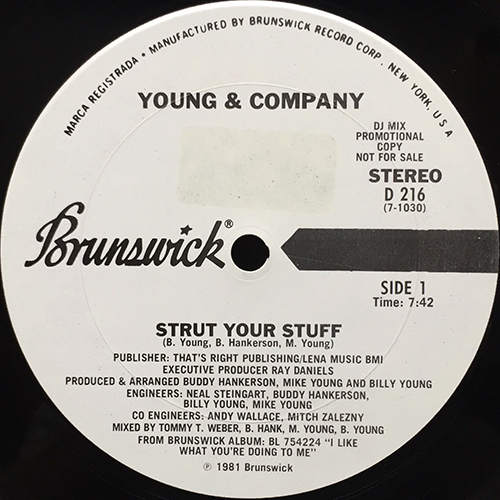 MARCA REGISTRADA • MANUFACTURED BY BRUNSWICK RECORD CORP. NEW YORK, U.S.A
YOUNG & COMPANY
DJ MIX
PROMOTIONAL
COPY
NOT FOR SALE
STEREO
D 216
(7-1030)
Brunswick®
SIDE 1
Time: 7:42
STRUT YOUR STUFF
(B. Young, B. Hankerson, M. Young)
PUBLISHER: THAT'S RIGHT PUBLISHING/LENA MUSIC BMI
EXECUTIVE PRODUCER RAY DANIELS
PRODUCED & ARRANGED BUDDY HANKERSON, MIKE YOUNG AND BILLY YOUNG
ENGINEERS: NEAL STEINGART, BUDDY HANKERSON,
BILLY YOUNG, MIKE YOUNG
CO ENGINEERS: ANDY WALLACE, MITCH ZALEZNY
MIXED BY TOMMY T. WEBER, B. HANK, M. YOUNG, B. YOUNG
FROM BRUNSWICK ALBUM: BL 754224 "I LIKE
WHAT YOU'RE DOING TO ME"
℗ 1981 Brunswick